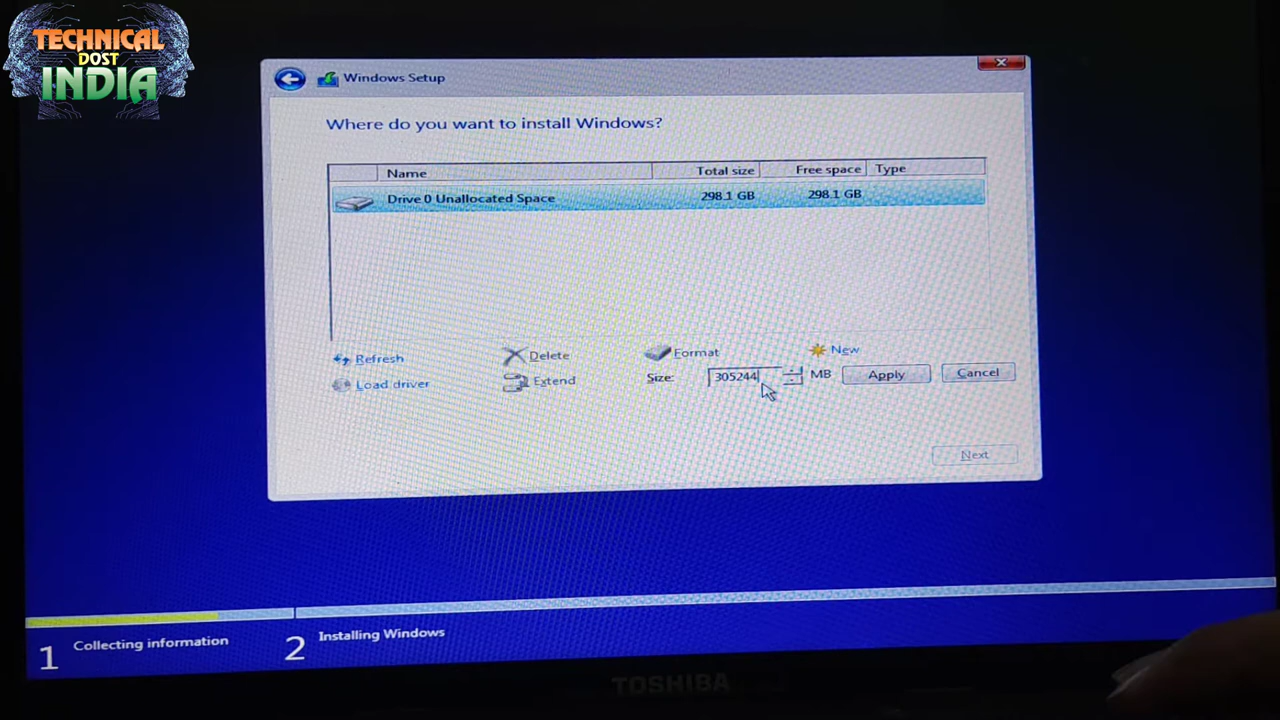 TECHNICAL
DOST
INDIA
Windows Setup
Where do you want to install Windows?
Name Total size Free space Type
Drive 0 Unallocated Space 298.1 GB 298.1 GB
Refresh Delete Format New
Load driver Extend Size: 305244 MB Apply Cancel
Next
1 Collecting information 2 Installing Windows
TOSHIBA